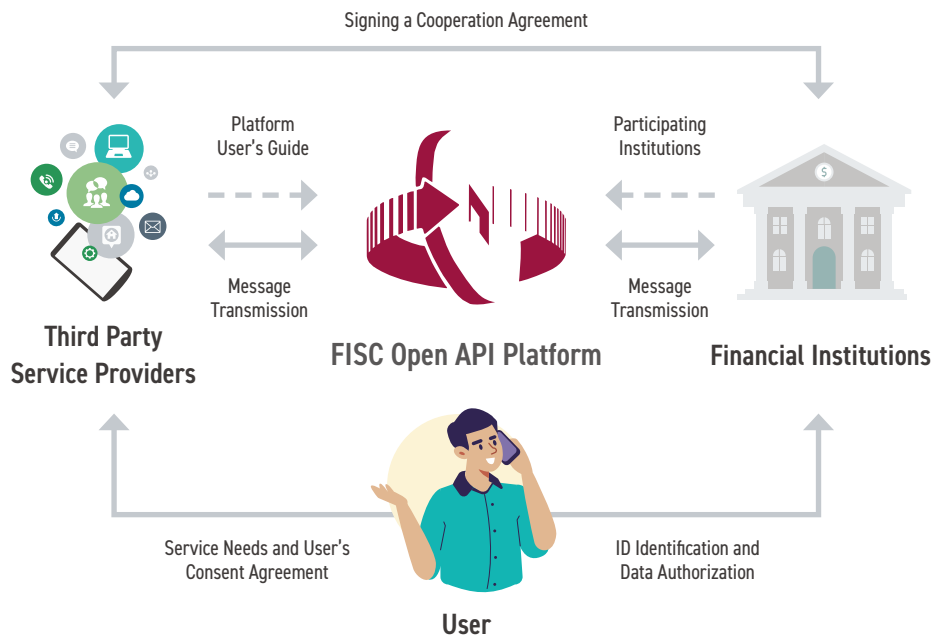 Signing a Cooperation Agreement
Platform
User's Guide
Participating
Institutions
$
Message
Transmission
Message
Transmission
Third Party
Service Providers
FISC Open API Platform
Financial Institutions
Service Needs and User's
Consent Agreement
ID Identification and
Data Authorization
User